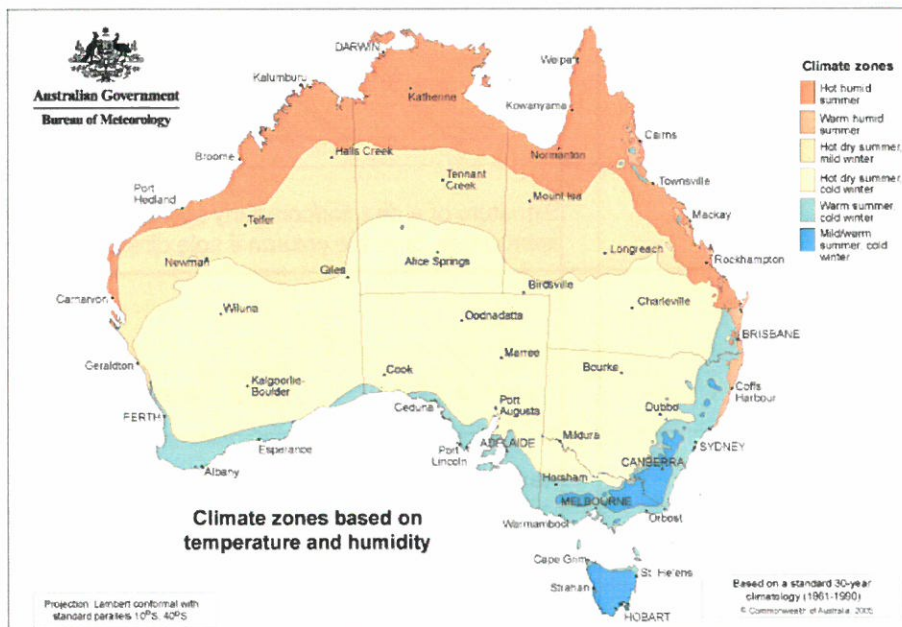 Australian Government
Bureau of Meteorology
DARWIN
Kalumburu
Katherine
Weipa
Kowanyama
Cairns
Broome
Halls Creek
Normanton
Tennant
Creek
Townsville
Port
Hedland
Mount Isa
Telfer
Mackay
Newman
Longreach
Giles
Alice Springs
Rockhampton
Birdsville
Carnarvon
Wiluna
Charleville
Oodnadatta
BRISBANE
Marree
Geraldton
Bourke
Cook
Kalgoorlie-
Boulder
Coffs
Harbour
Ceduna
Port
Augusta
Dubbo
PERTH
Mildura
ADELAIDE
SYDNEY
Esperance
Port
Lincoln
CANBERRA
Albany
Horsham
MELBOURNE
Orbost
Warrnambool
Cape Grim
St. Helens
Strahan
HOBART
Climate zones
Hot humid
summer
Warm humid
summer
Hot dry summer,
mild winter
Hot dry summer,
cold winter
Warm summer,
cold winter
Mild/warm
summer, cold
winter
Climate zones based on
temperature and humidity
Projection: Lambert conformal with
standard parallels 10°S, 40°S
Based on a standard 30-year
climatology (1961-1990)
© Commonwealth of Australia, 2005